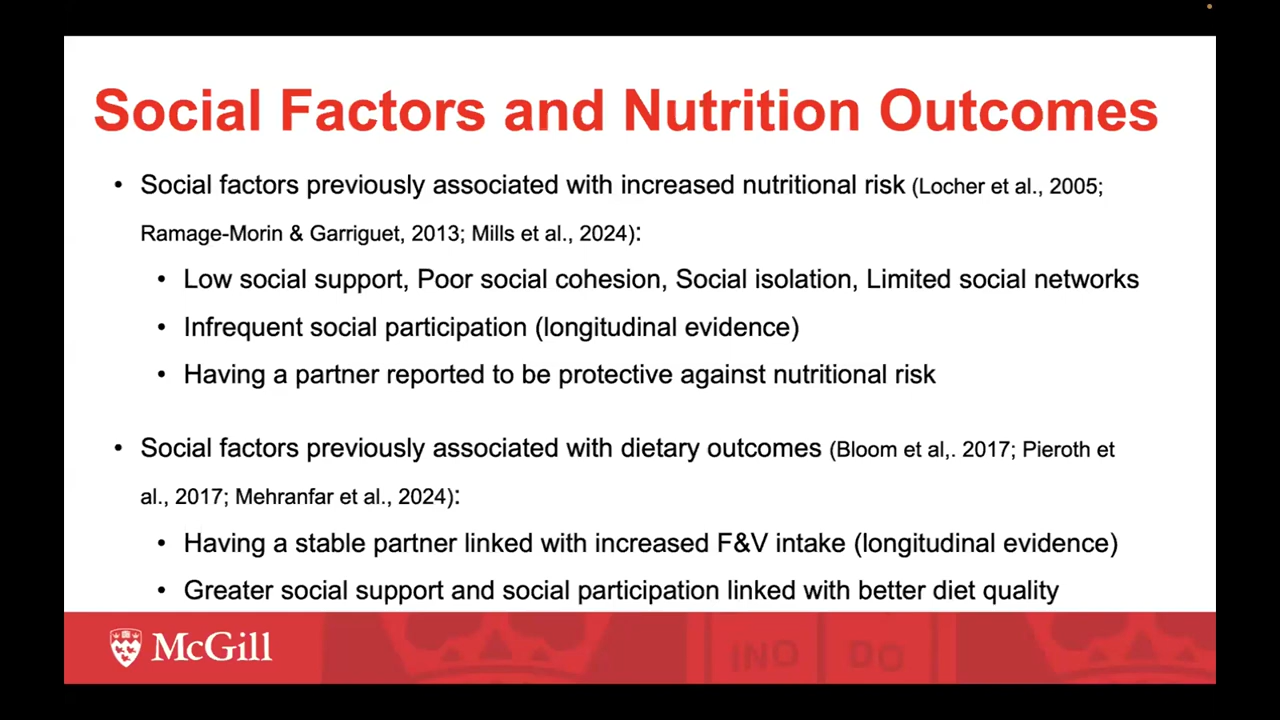 Social Factors and Nutrition Outcomes
• Social factors previously associated with increased nutritional risk (Locher et al., 2005;
Ramage-Morin & Garriguet, 2013; Mills et al., 2024):
• Low social support, Poor social cohesion, Social isolation, Limited social networks
• Infrequent social participation (longitudinal evidence)
• Having a partner reported to be protective against nutritional risk
• Social factors previously associated with dietary outcomes (Bloom et al,. 2017; Pieroth et
al., 2017; Mehranfar et al., 2024):
• Having a stable partner linked with increased F&V intake (longitudinal evidence)
• Greater social support and social participation linked with better diet quality
McGill
INO DO